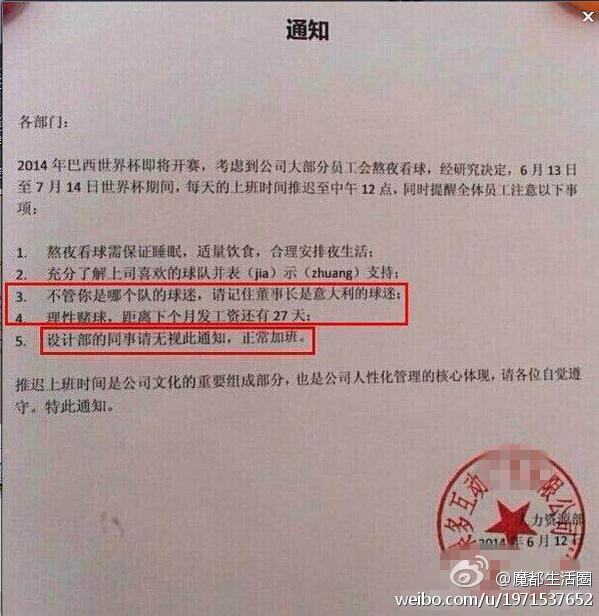 通知
各部门：
2014 年巴西世界杯即将开赛，考虑到公司大部分员工会熬夜看球，经研究决定，6 月 13 日
至 7 月 14 日世界杯期间，每天的上班时间推迟至中午 12 点，同时提醒全体员工注意以下事
项：
1. 熬夜看球需保证睡眠，适量饮食，合理安排夜生活；
2. 充分了解上司喜欢的球队并表（jia）示（zhuang）支持；
3. 不管你是哪个队的球迷，请记住董事长是意大利的球迷；
4. 理性赌球，距离下个月发工资还有 27 天；
5. 设计部的同事请无视此通知，正常加班。
推迟上班时间是公司文化的重要组成部分，也是公司人性化管理的核心体现，请各位自觉遵
守。特此通知。
多互动 限公司
人力资源部
2014 年 6 月 12
@魔都生活圈
weibo.com/u/1971537652